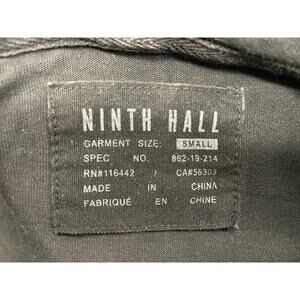 NINTH HALL
GARMENT SIZE: SMALL
SPEC NO. 862-19-214
RN#116442 / CA#56303
MADE IN CHINA
FABRIQUÉ EN CHINE